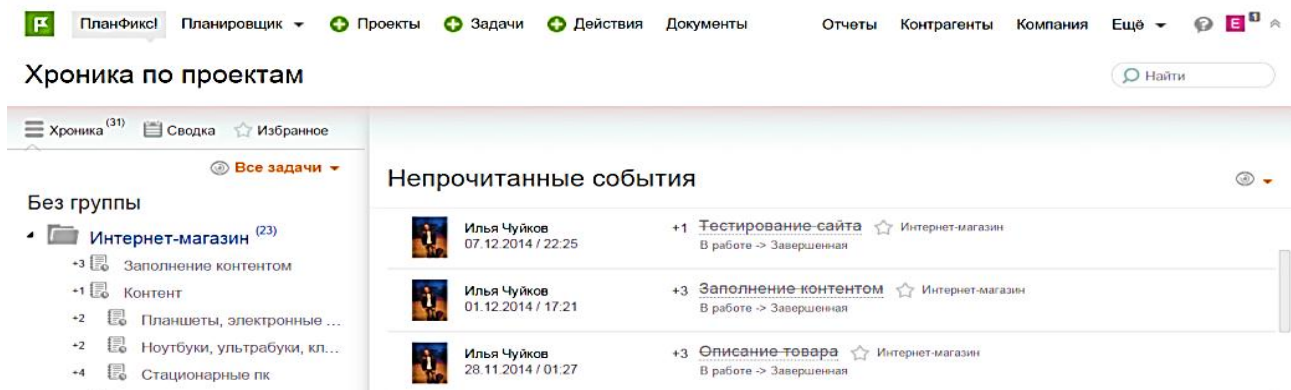 ПланФикс! Планировщик Проекты Задачи Действия Документы Отчеты Контрагенты Компания Ещё E 1
Хроника по проектам
Найти
Хроника (31) Сводка Избранное
Все задачи
Без группы
Интернет-магазин (23)
+3 Заполнение контентом
+1 Контент
+2 Планшеты, электронные ...
+2 Ноутбуки, ультрабуки, кл...
+4 Стационарные пк
Непрочитанные события
Илья Чуйков +1 Тестирование сайта Интернет-магазин
07.12.2014 / 22:25 В работе -> Завершенная
Илья Чуйков +3 Заполнение контентом Интернет-магазин
01.12.2014 / 17:21 В работе -> Завершенная
Илья Чуйков +3 Описание товара Интернет-магазин
28.11.2014 / 01:27 В работе -> Завершенная